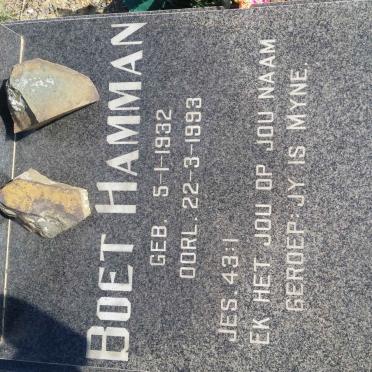 BOET HAMMAN
GEB. 5-1-1932
OORL. 22-3-1993
JES. 43:1
EK HET JOU OP JOU NAAM
GEROEP: JY IS MYNE.